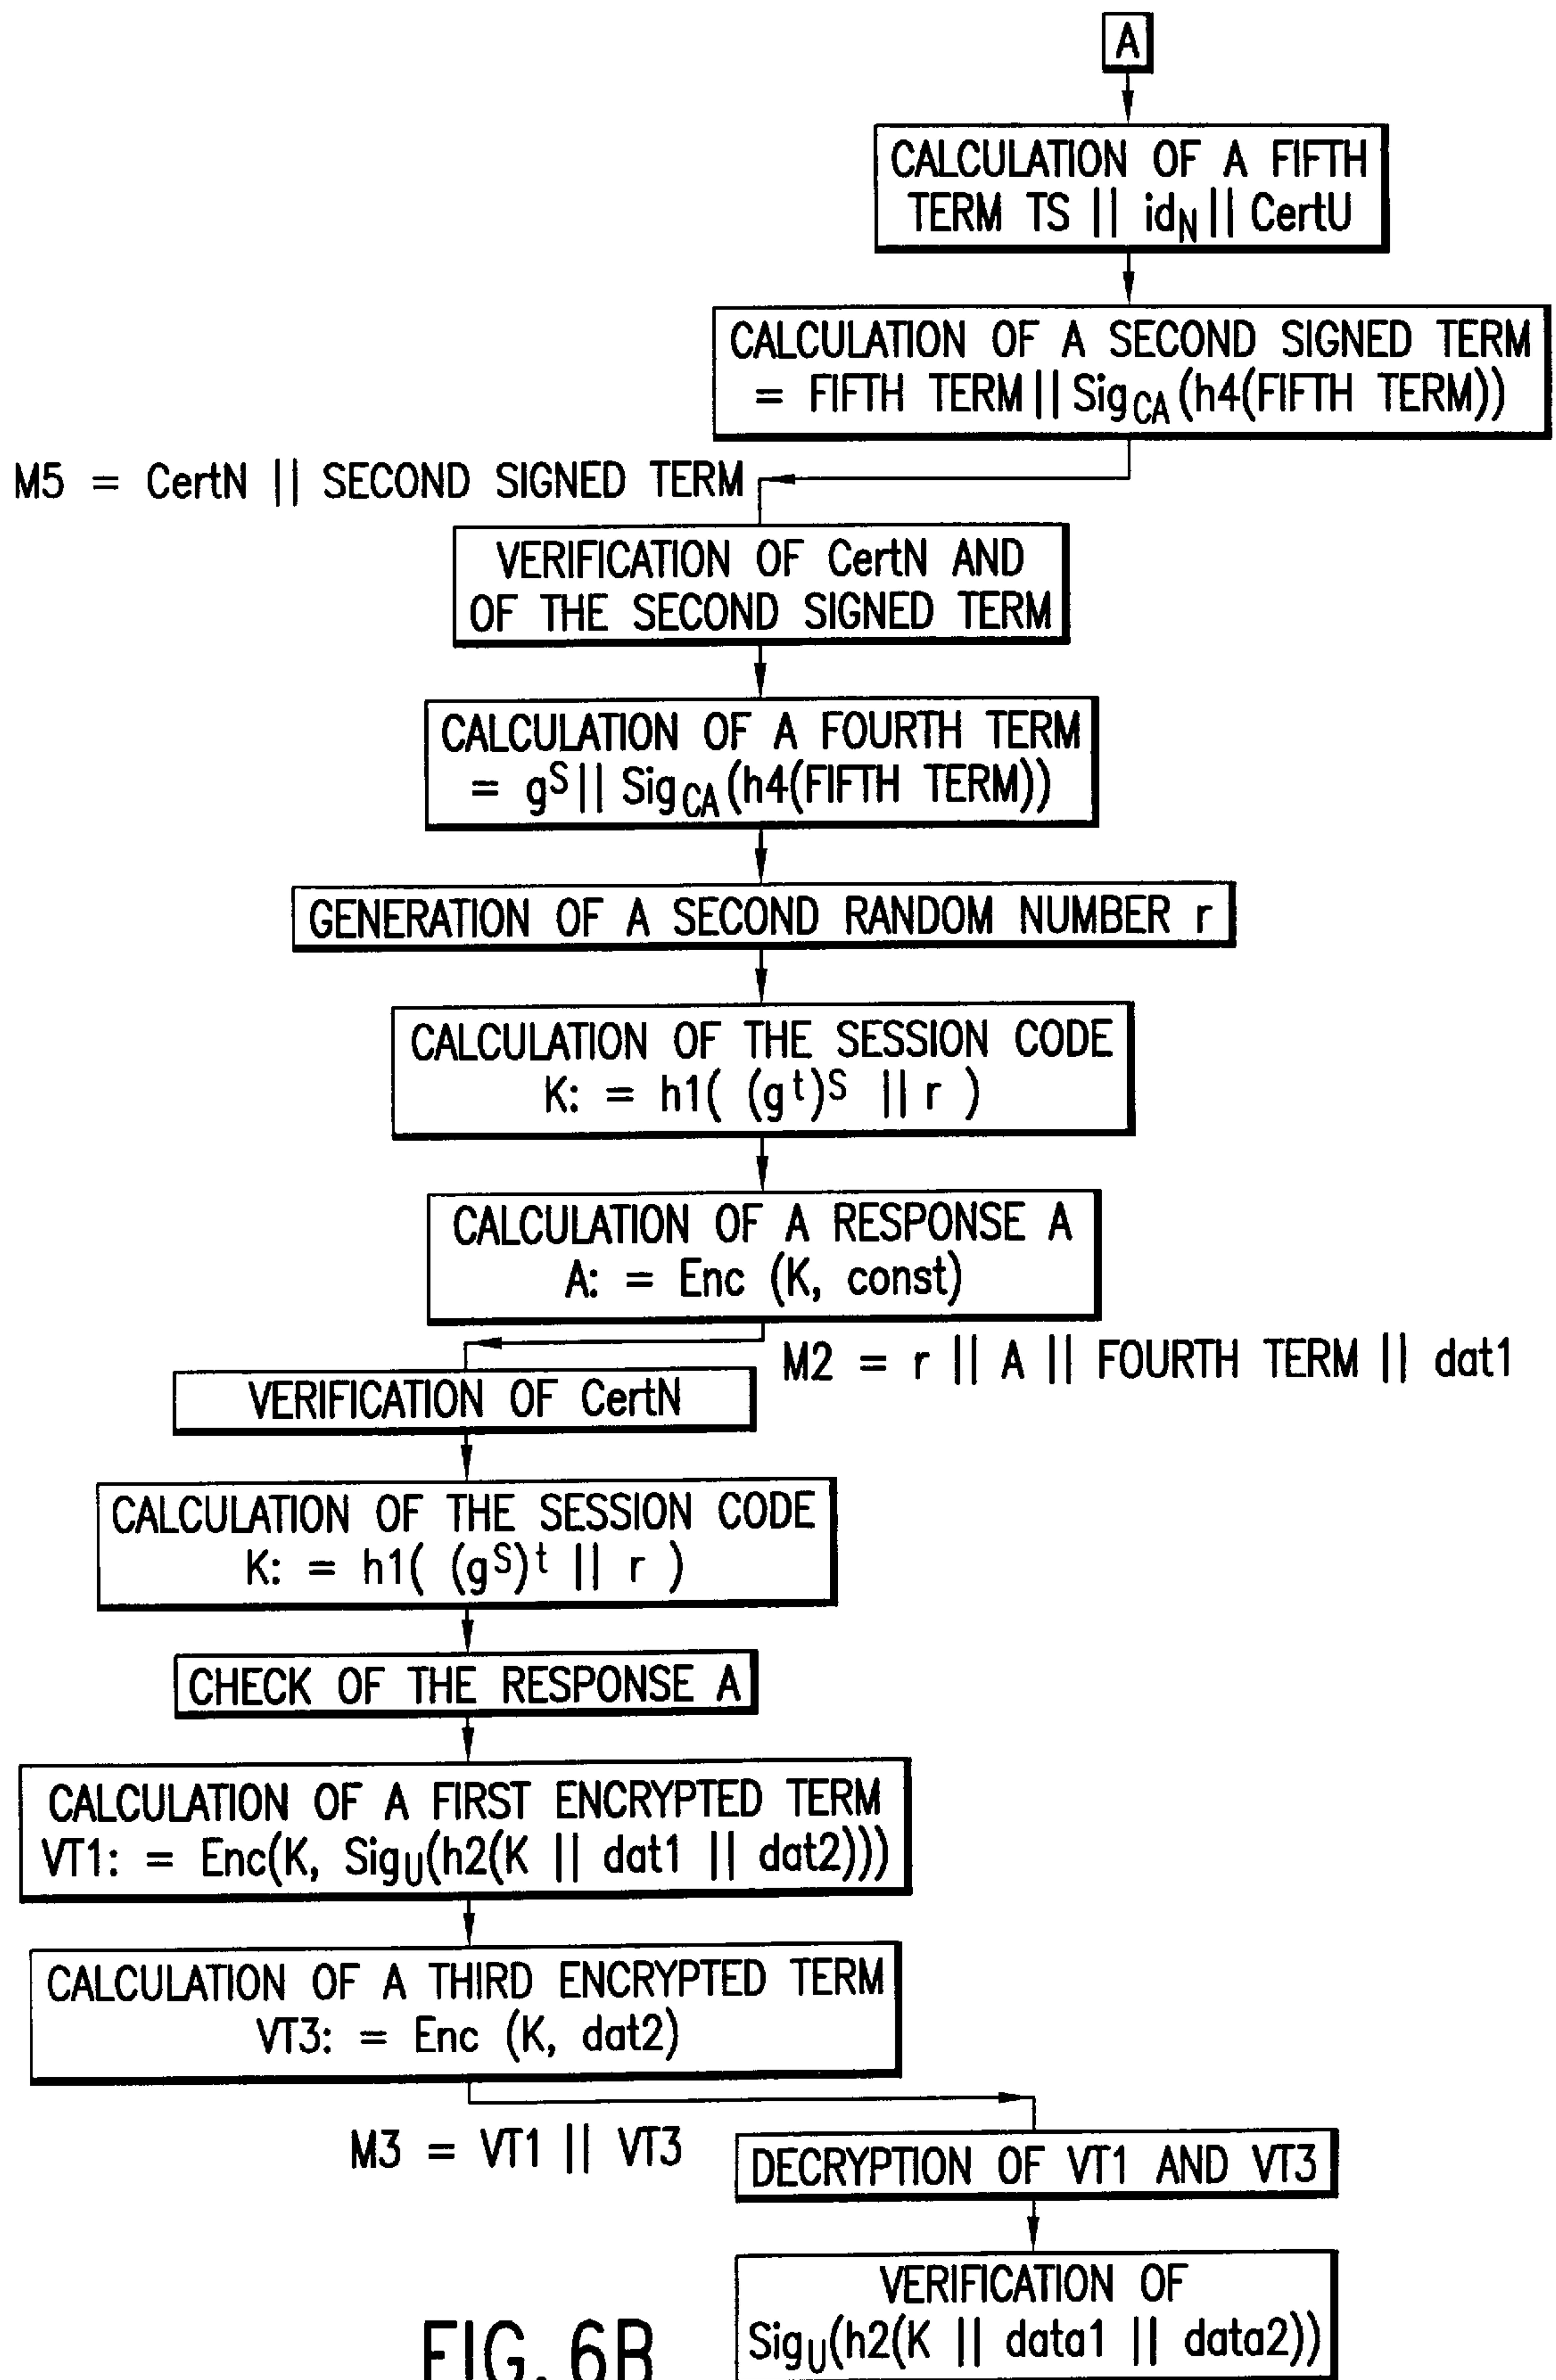 A
CALCULATION OF A FIFTH
TERM TS || idN || CertU
CALCULATION OF A SECOND SIGNED TERM
= FIFTH TERM || SigCA (h4(FIFTH TERM))
M5 = CertN || SECOND SIGNED TERM
VERIFICATION OF CertN AND
OF THE SECOND SIGNED TERM
CALCULATION OF A FOURTH TERM
= gS || SigCA (h4(FIFTH TERM))
GENERATION OF A SECOND RANDOM NUMBER r
CALCULATION OF THE SESSION CODE
K: = h1( (gt)S || r )
CALCULATION OF A RESPONSE A
A: = Enc (K, const)
M2 = r || A || FOURTH TERM || dat1
VERIFICATION OF CertN
CALCULATION OF THE SESSION CODE
K: = h1( (gS)t || r )
CHECK OF THE RESPONSE A
CALCULATION OF A FIRST ENCRYPTED TERM
VT1: = Enc(K, SigU(h2(K || dat1 || dat2)))
CALCULATION OF A THIRD ENCRYPTED TERM
VT3: = Enc (K, dat2)
M3 = VT1 || VT3
DECRYPTION OF VT1 AND VT3
VERIFICATION OF
SigU(h2(K || data1 || data2))
FIG. 6B